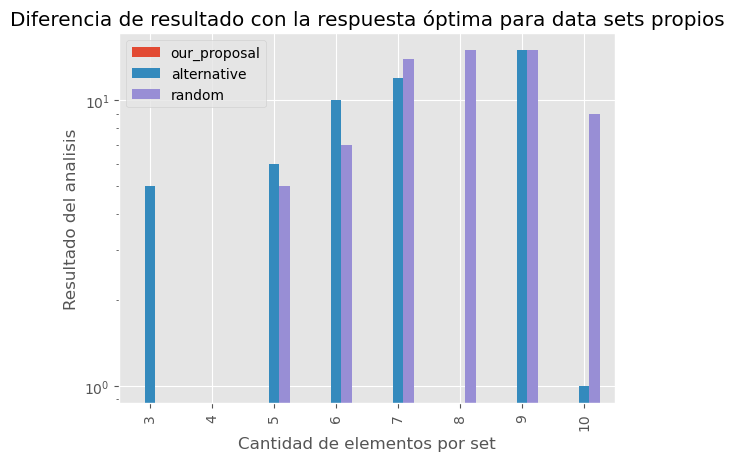 Diferencia de resultado con la respuesta óptima para data sets propios
our_proposal
alternative
random
10¹
10⁰
Resultado del analisis
3 4 5 6 7 8 9 10
Cantidad de elementos por set